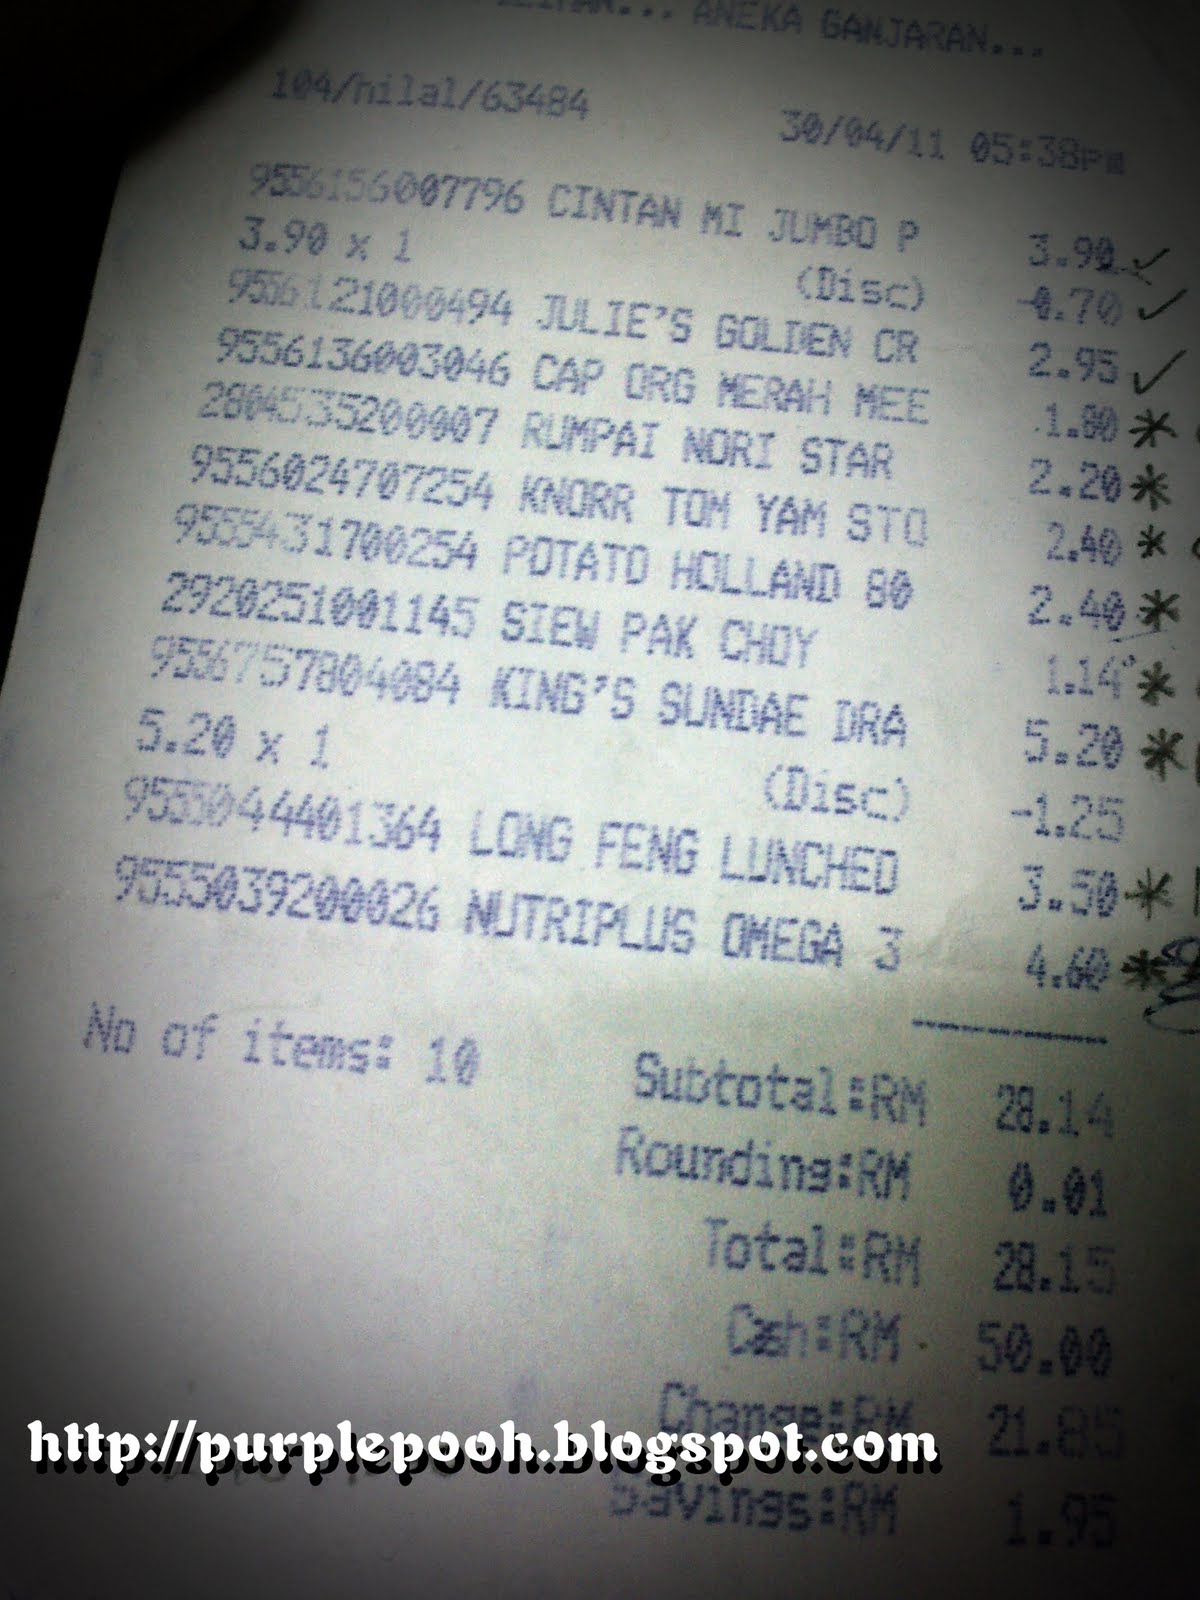 ANEKA GANJARAN...
104/hilal/63484 30/04/11 05:38pm
9556156007796 CINTAN MI JUMBO P 3.90
3.90 x 1 (Disc) -0.70
9556121000494 JULIE'S GOLDEN CR 2.95
9556136003046 CAP ORG MERAH MEE 1.80
2804535200007 RUMPAI NORI STAR 2.20
9556024707254 KNORR TOM YAM STO 2.40
9555431700254 POTATO HOLLAND 80 2.40
2920251001145 SIEW PAK CHOY 1.14
9556757804084 KING'S SUNDAE DRA 5.20
5.20 x 1 (Disc) -1.25
9555044401364 LONG FENG LUNCHED 3.50
9555039200026 NUTRIPLUS OMEGA 3 4.60
No of items: 10
Subtotal:RM 28.14
Rounding:RM 0.01
Total:RM 28.15
Cash:RM 50.00
Change:RM 21.85
http://purplepooh.blogspot.com
Savings:RM 1.95